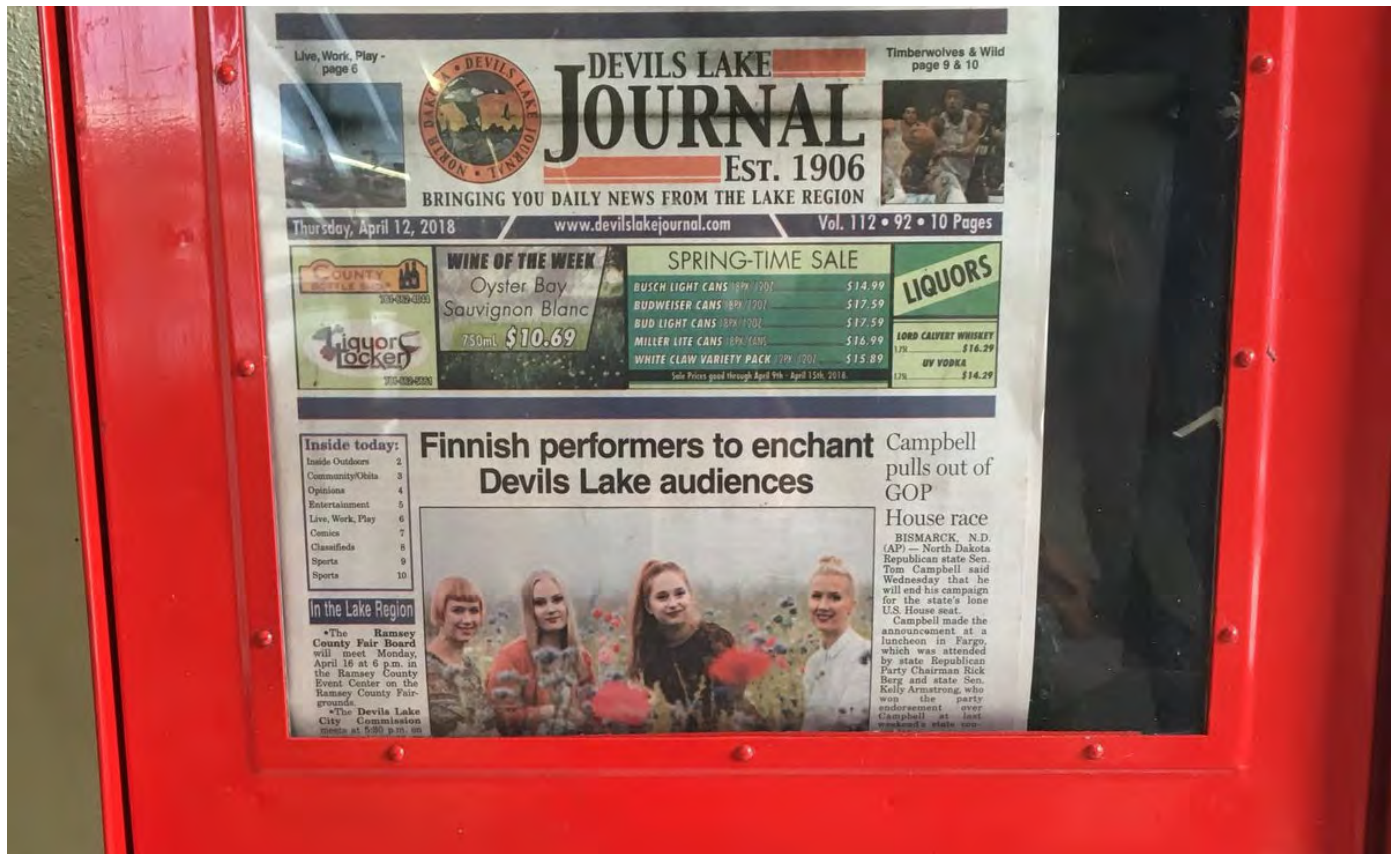 Live, Work, Play -
page 6
NORTH DAKOTA • DEVILS LAKE JOURNAL •
DEVILS LAKE
JOURNAL
EST. 1906
BRINGING YOU DAILY NEWS FROM THE LAKE REGION
Timberwolves & Wild
page 9 & 10
Thursday, April 12, 2018
www.devilslakejournal.com
Vol. 112 • 92 • 10 Pages
COUNTY
BOTTLE SHOP
Liquor
Locker
WINE OF THE WEEK
Oyster Bay
Sauvignon Blanc
750mL $10.69
SPRING-TIME SALE
BUSCH LIGHT CANS $14.99
BUDWEISER CANS $17.59
BUD LIGHT CANS $17.59
MILLER LITE CANS $16.99
WHITE CLAW VARIETY PACK $15.89
Sale Prices good through April 9th - April 15th, 2018.
LIQUORS
LORD CALVERT WHISKEY
$16.29
UV VODKA
$14.29
Inside today:
Inside Outdoors 2
Community/Obits 3
Opinions 4
Entertainment 5
Live, Work, Play 6
Comics 7
Classifieds 8
Sports 9
Sports 10
In the Lake Region
•The Ramsey
County Fair Board
will meet Monday,
April 16 at 6 p.m. in
the Ramsey County
Event Center on the
Ramsey County Fair-
grounds.
•The Devils Lake
City Commission
meets at 5:30 p.m. on
Finnish performers to enchant
Devils Lake audiences
Campbell
pulls out of
GOP
House race
BISMARCK, N.D.
(AP) — North Dakota
Republican state Sen.
Tom Campbell said
Wednesday that he
will end his campaign
for the state's lone
U.S. House seat.
Campbell made the
announcement at a
luncheon in Fargo,
which was attended
by state Republican
Party Chairman Rick
Berg and state Sen.
Kelly Armstrong, who
won the party
endorsement over
Campbell at last
weekend's state con-